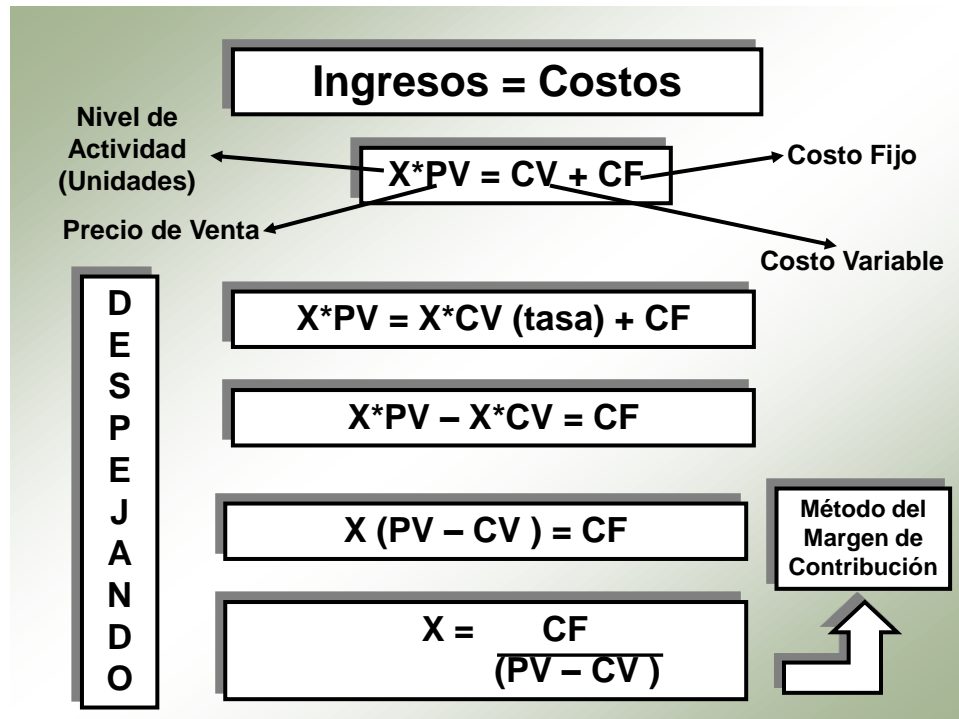 Ingresos = Costos
Nivel de
Actividad
(Unidades)
X*PV = CV + CF
Costo Fijo
Precio de Venta
Costo Variable
D
E
S
P
E
J
A
N
D
O
X*PV = X*CV (tasa) + CF
X*PV – X*CV = CF
X (PV – CV ) = CF
Método del
Margen de
Contribución
X = CF
(PV – CV )